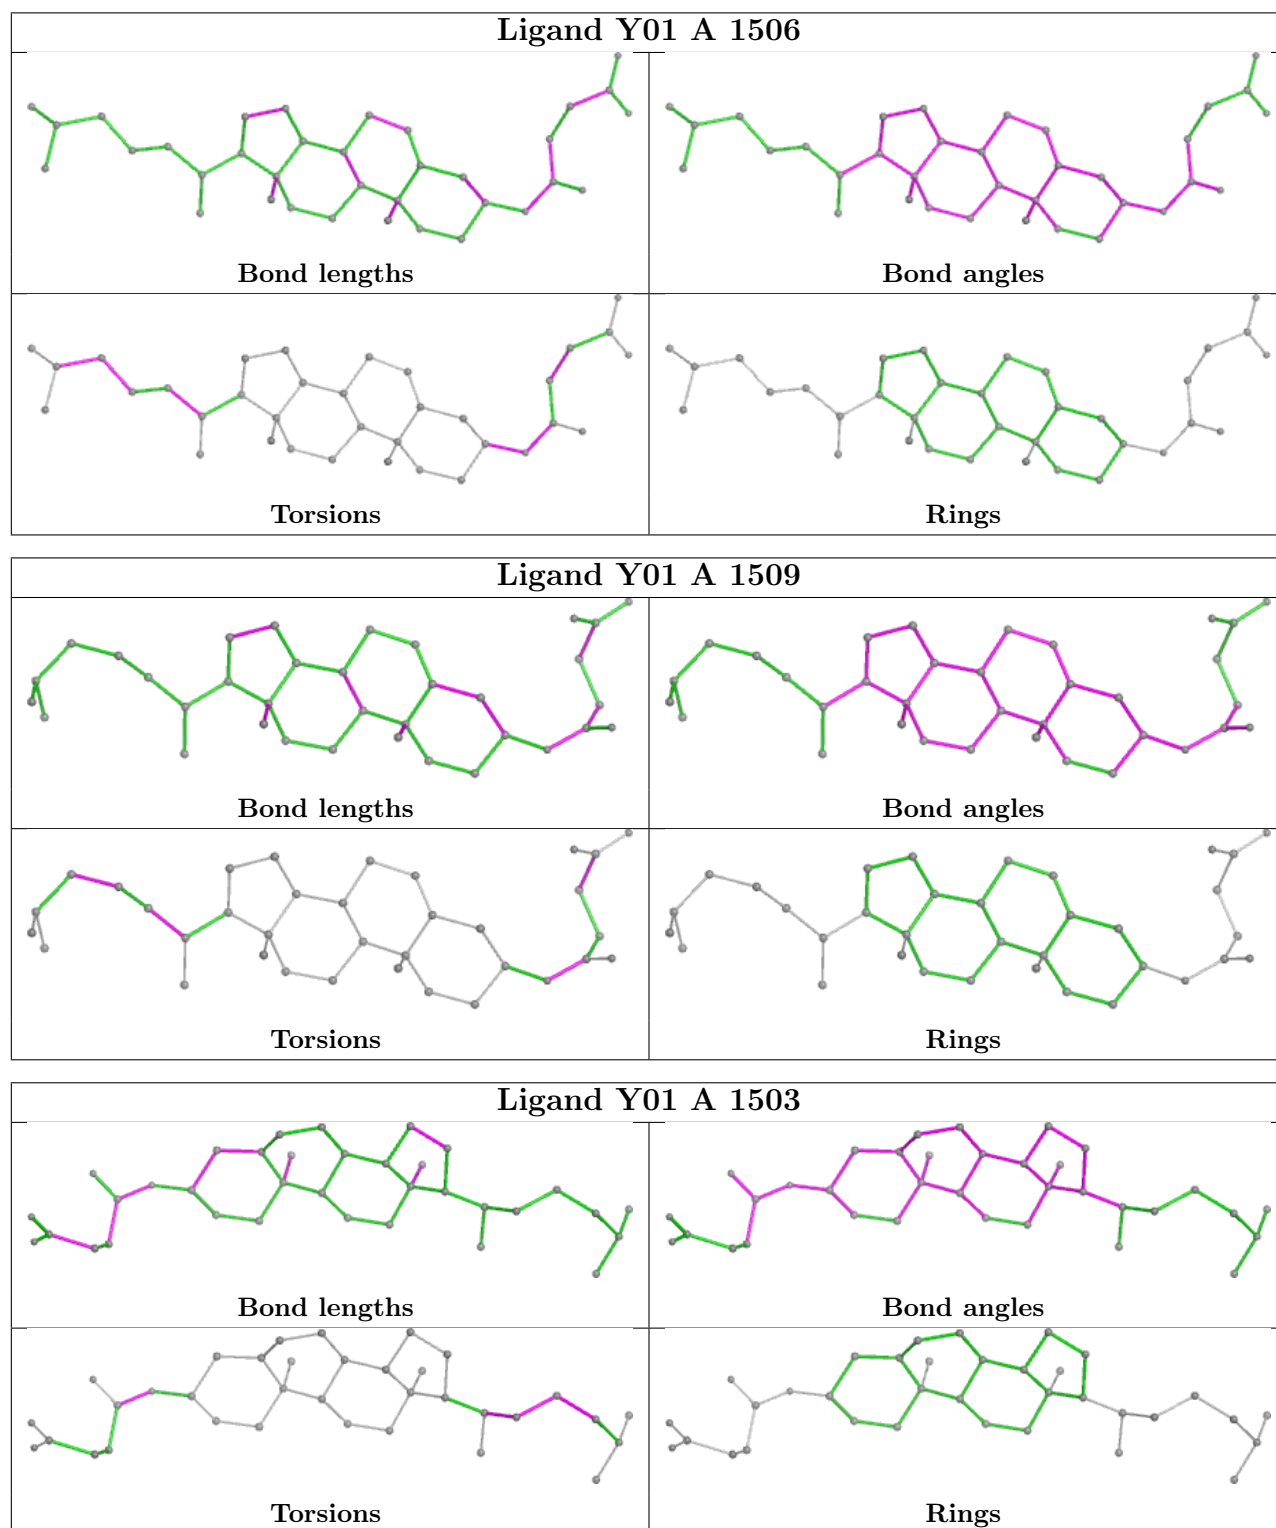 Ligand Y01 A 1506
Bond lengths
Bond angles
Torsions
Rings
Ligand Y01 A 1509
Bond lengths
Bond angles
Torsions
Rings
Ligand Y01 A 1503
Bond lengths
Bond angles
Torsions
Rings